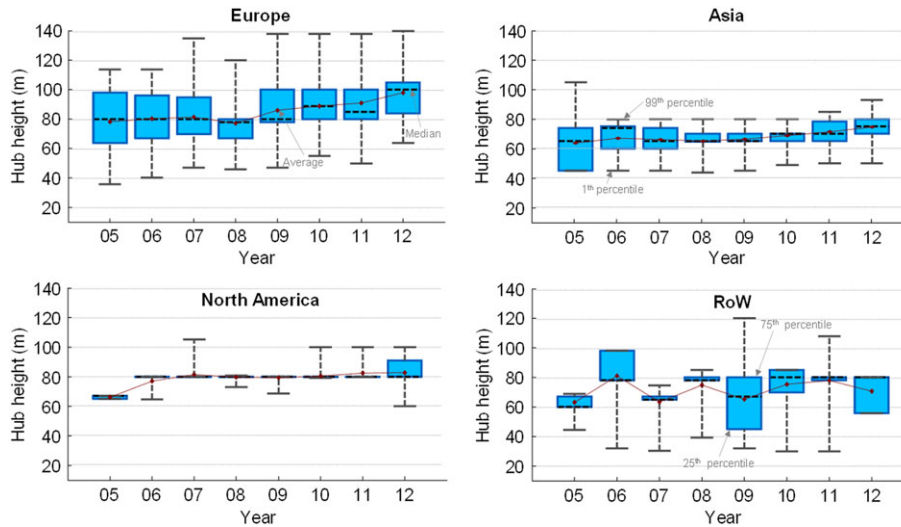 Europe
Hub height (m)
140
120
100
80
60
40
20
05 06 07 08 09 10 11 12
Year
Average
Median
Asia
Hub height (m)
140
120
100
80
60
40
20
05 06 07 08 09 10 11 12
Year
99th percentile
1th percentile
North America
Hub height (m)
140
120
100
80
60
40
20
05 06 07 08 09 10 11 12
Year
RoW
Hub height (m)
140
120
100
80
60
40
20
05 06 07 08 09 10 11 12
Year
75th percentile
25th percentile